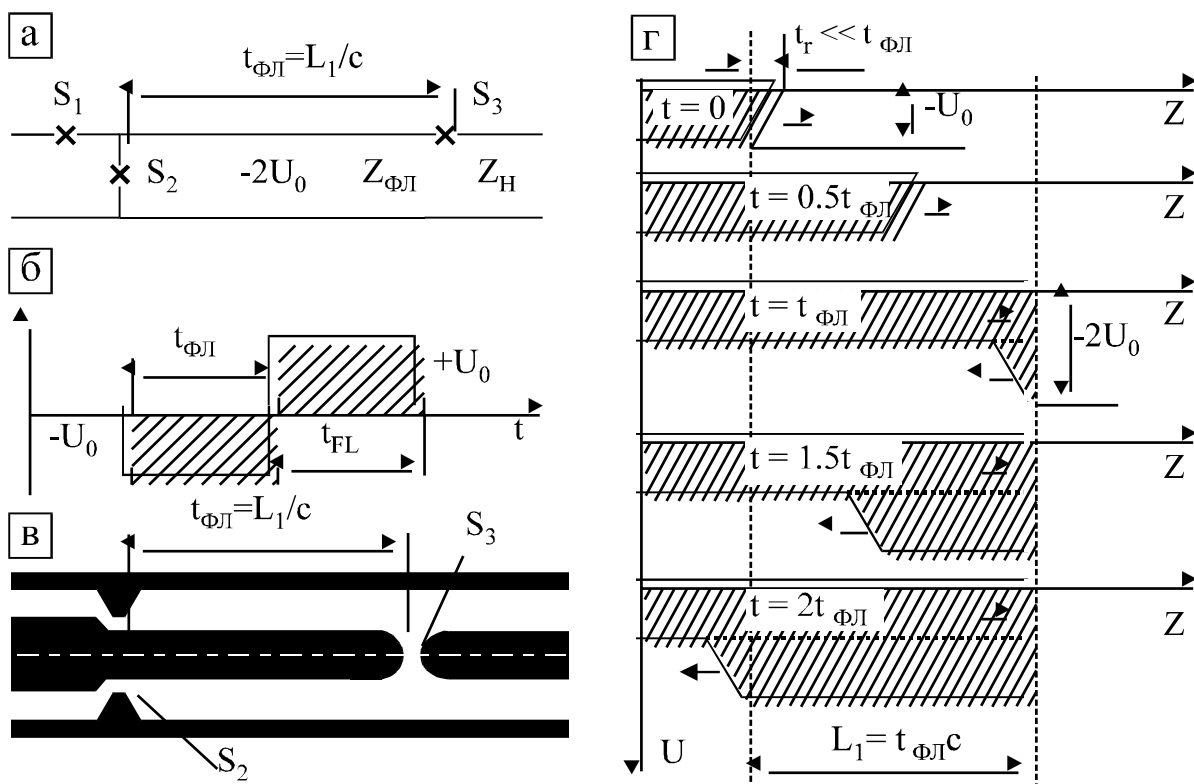 а
t_ФЛ=L_1/c
S_1
S_3
S_2
-2U_0
Z_ФЛ
Z_Н
б
t_ФЛ
+U_0
-U_0
t_FL
t
t_ФЛ=L_1/c
в
S_3
S_2
г
t_r << t_ФЛ
t = 0
-U_0
Z
t = 0.5t_ФЛ
Z
t = t_ФЛ
Z
-2U_0
t = 1.5t_ФЛ
Z
t = 2t_ФЛ
Z
U
L_1= t_ФЛc